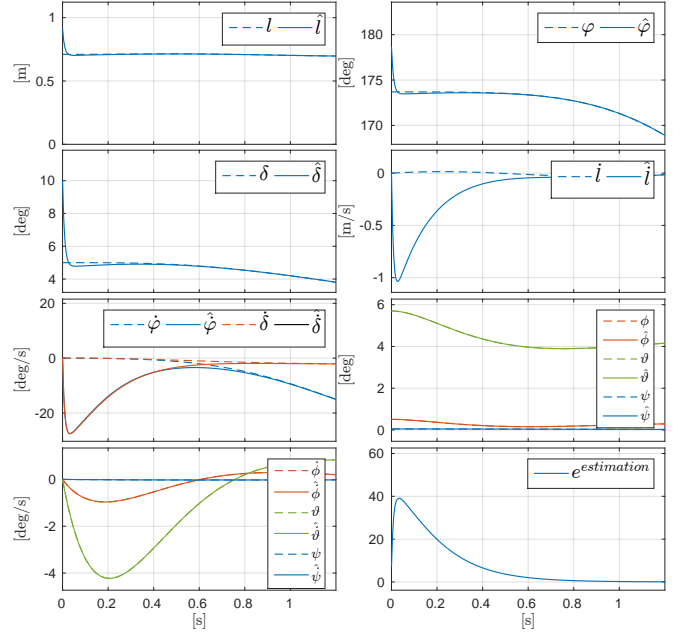 1
0.5
0
[m]
l l̂
180
175
170
[deg]
φ φ̂
10
8
6
4
[deg]
δ δ̂
0
-0.5
-1
[m/s]
l̇ l̇̂
20
0
-20
[deg/s]
φ̇ φ̇̂ δ̇ δ̇̂
6
4
2
0
[deg]
ϕ
ϕ̂
ϑ
ϑ̂
ψ
ψ̂
0
-2
-4
[deg/s]
ϕ̇
ϕ̇̂
ϑ
ϑ̇̂
ψ
ψ̇̂
0 0.2 0.4 0.6 0.8 1
[s]
60
40
20
0
e^estimation
0 0.2 0.4 0.6 0.8 1
[s]